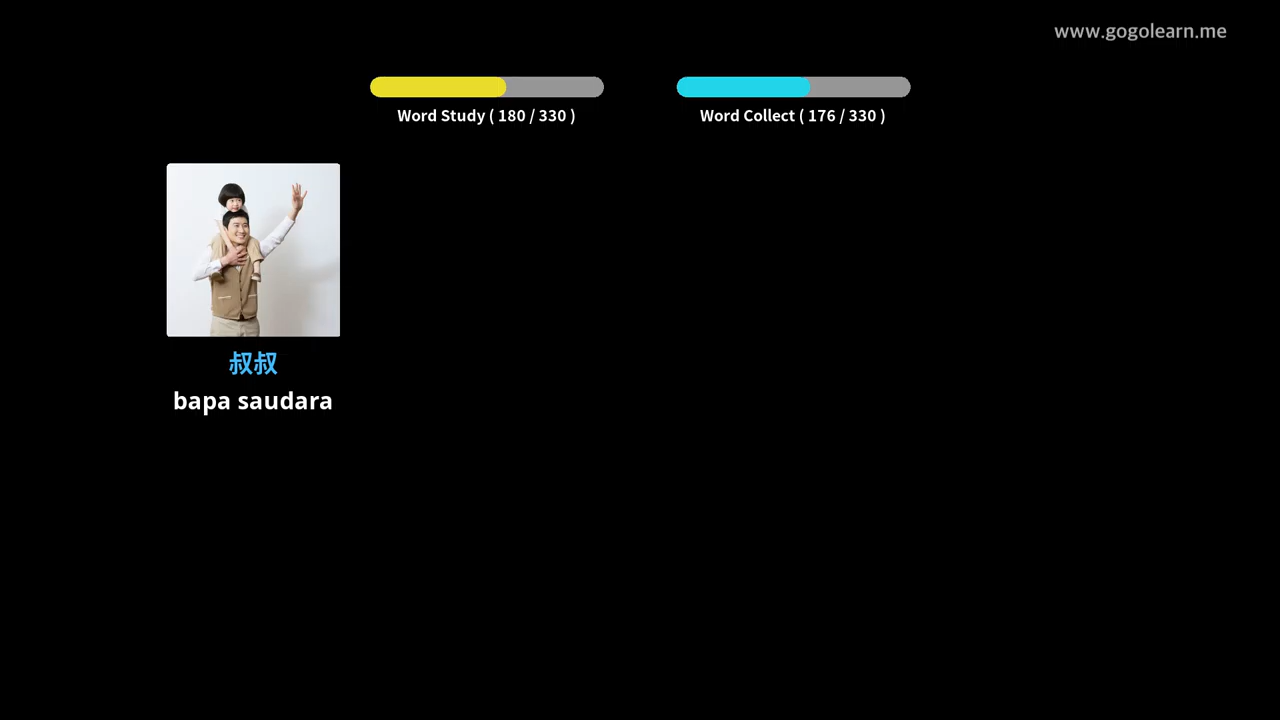 www.gogolearn.me
Word Study ( 180 / 330 )
Word Collect ( 176 / 330 )
叔叔
bapa saudara